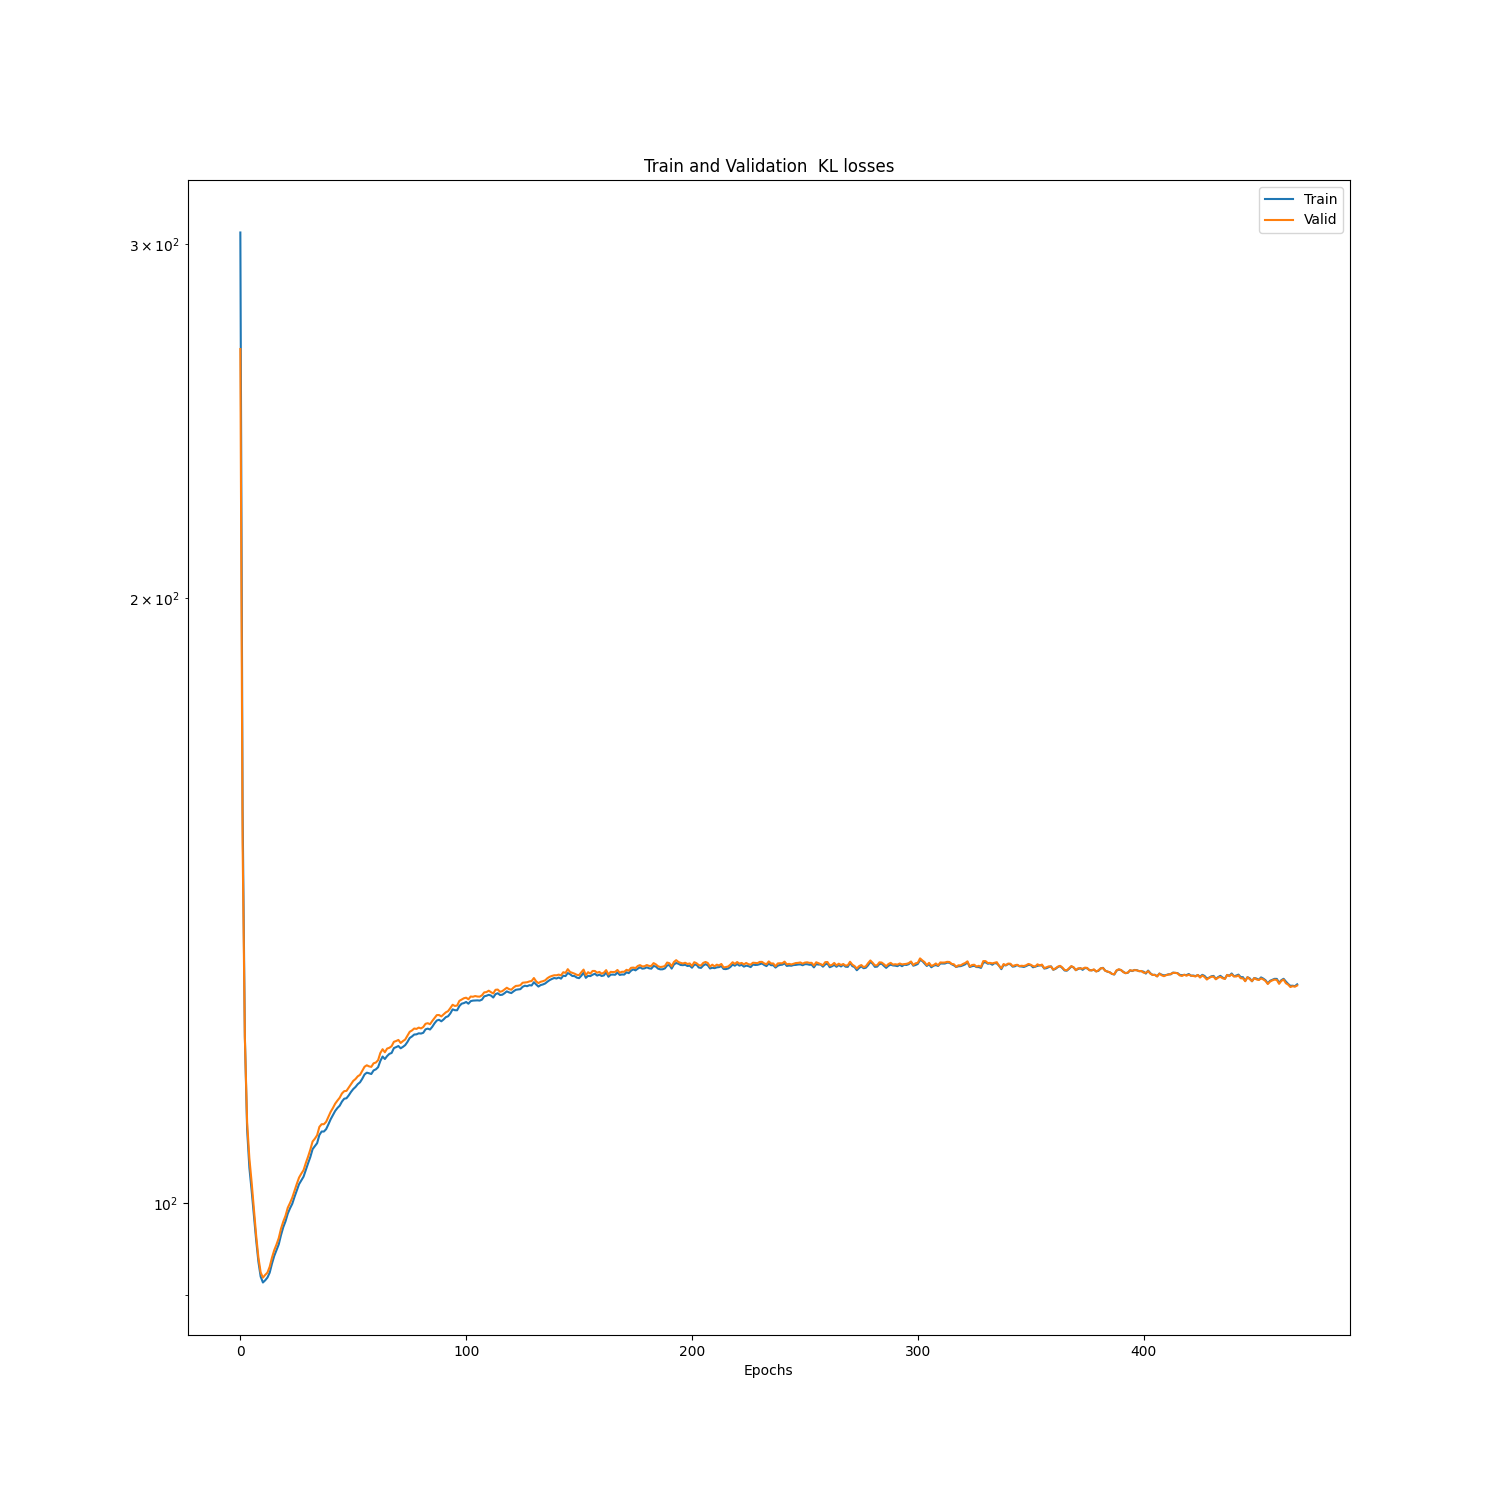 Train and Validation  KL losses
Train
Valid
3 × 10²
2 × 10²
10²
0 100 200 300 400
Epochs